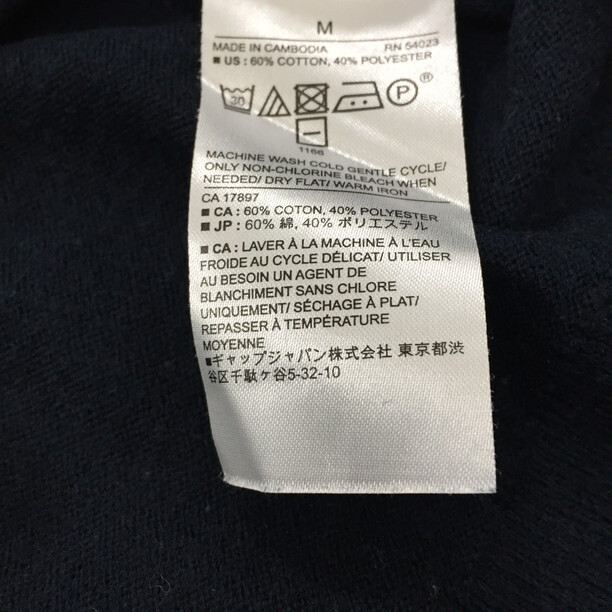 M
MADE IN CAMBODIA RN 54023
■ US : 60% COTTON, 40% POLYESTER
30 P ®
1166
MACHINE WASH COLD GENTLE CYCLE/
ONLY NON-CHLORINE BLEACH WHEN
NEEDED/ DRY FLAT/ WARM IRON
CA 17897
■ CA : 60% COTON, 40% POLYESTER
■ JP : 60% 綿, 40% ポリエステル
■ CA : LAVER À LA MACHINE À L'EAU
FROIDE AU CYCLE DÉLICAT/ UTILISER
AU BESOIN UN AGENT DE
BLANCHIMENT SANS CHLORE
UNIQUEMENT/ SÉCHAGE À PLAT/
REPASSER À TEMPÉRATURE
MOYENNE
■ギャップジャパン株式会社 東京都渋
谷区千駄ケ谷5-32-10